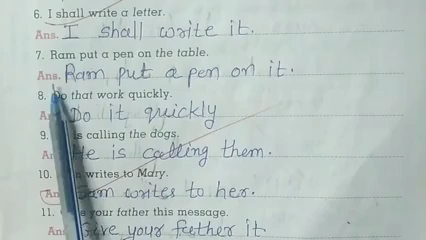 6. I shall write a letter.
Ans. I shall write it.
7. Ram put a pen on the table.
Ans. Ram put a pen on it.
8. Do that work quickly.
Do it quickly
9. is calling the dogs.
He is calling them.
10. writes to Mary.
writes to her.
11. your father this message.
Ans. Give your father it